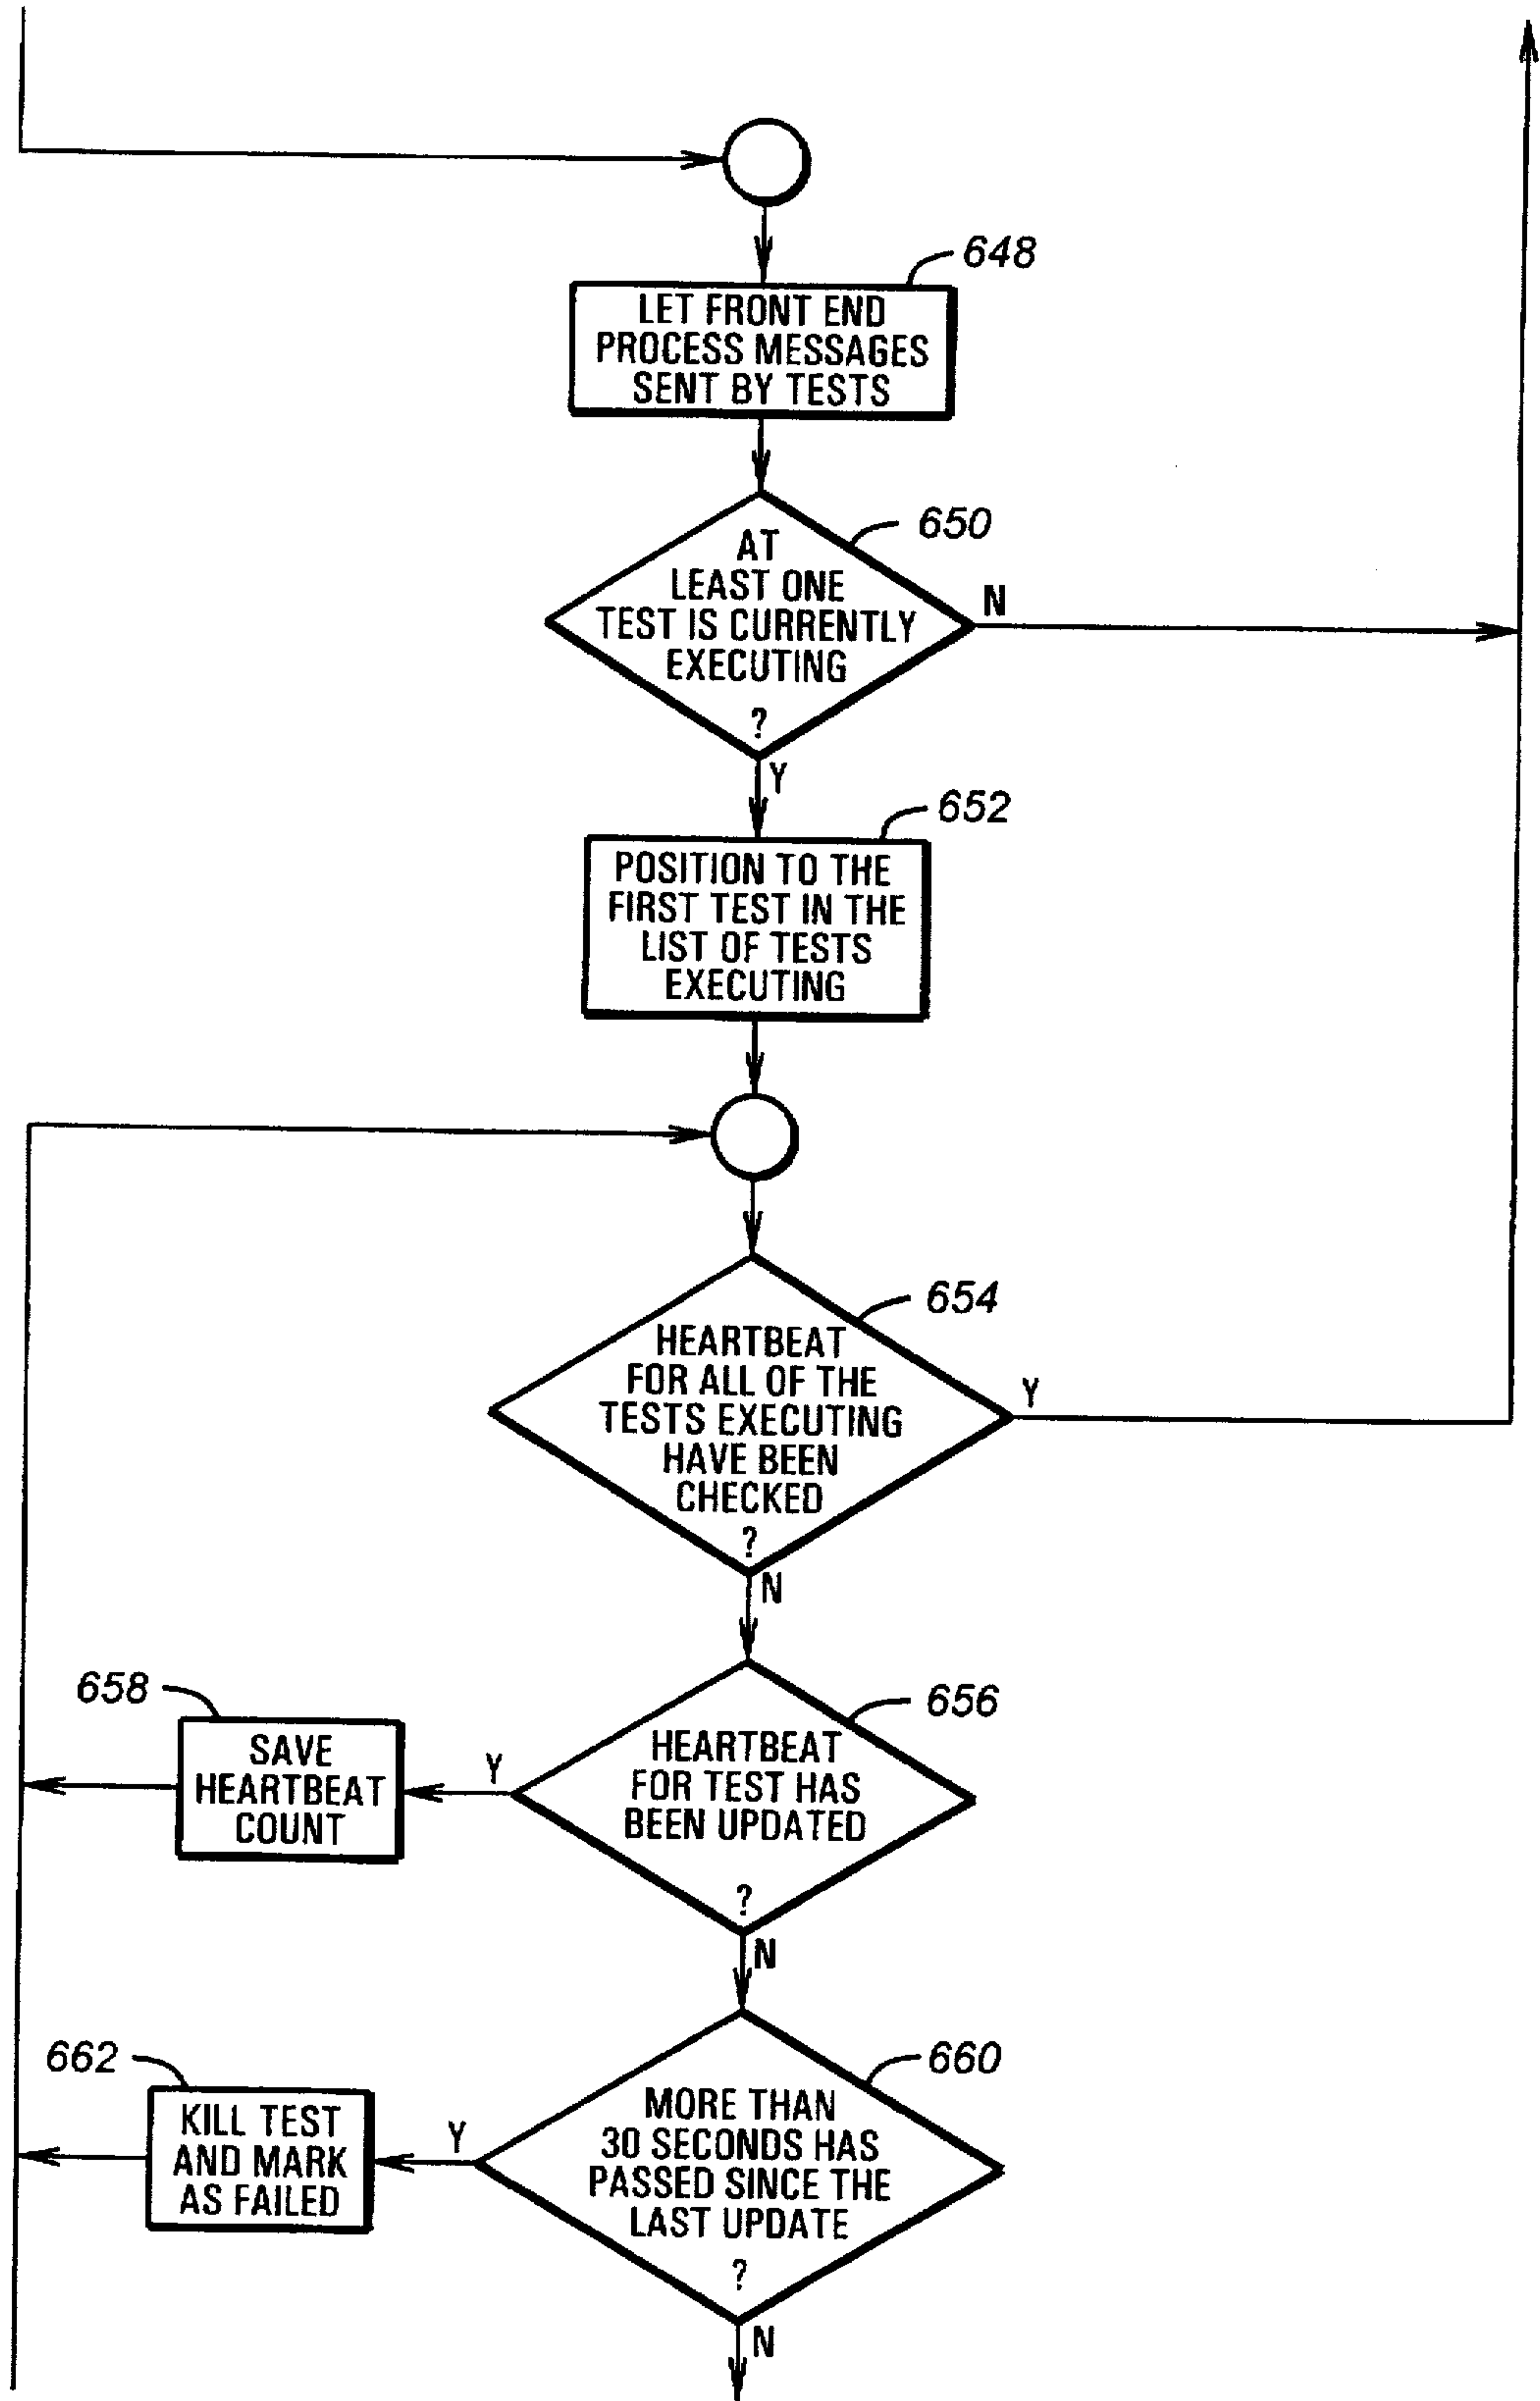 648
LET FRONT END
PROCESS MESSAGES
SENT BY TESTS
650
AT
LEAST ONE
TEST IS CURRENTLY
EXECUTING
?
N
Y
652
POSITION TO THE
FIRST TEST IN THE
LIST OF TESTS
EXECUTING
654
HEARTBEAT
FOR ALL OF THE
TESTS EXECUTING
HAVE BEEN
CHECKED
?
Y
N
656
HEARTBEAT
FOR TEST HAS
BEEN UPDATED
?
Y
N
658
SAVE
HEARTBEAT
COUNT
660
MORE THAN
30 SECONDS HAS
PASSED SINCE THE
LAST UPDATE
?
Y
N
662
KILL TEST
AND MARK
AS FAILED